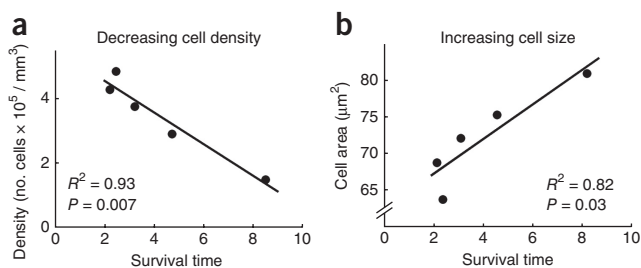 a
Decreasing cell density
Density (no. cells × 10⁵ / mm³)
4
2
0
R² = 0.93
P = 0.007
0 2 4 6 8 10
Survival time
b
Increasing cell size
Cell area (μm²)
80
75
70
65
R² = 0.82
P = 0.03
0 2 4 6 8 10
Survival time